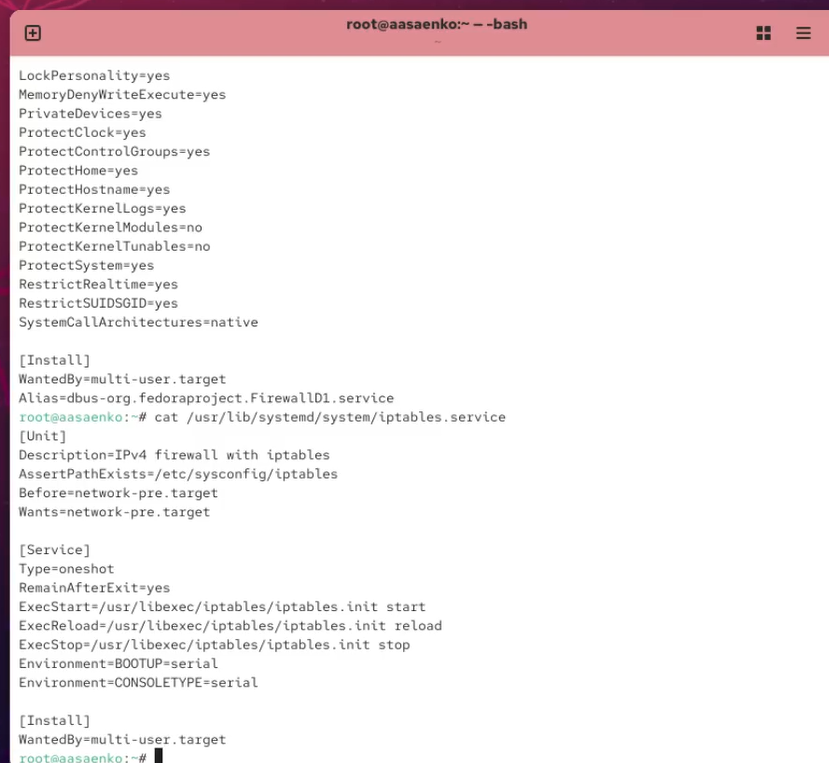 root@aasaenko:~ — -bash
~
LockPersonality=yes
MemoryDenyWriteExecute=yes
PrivateDevices=yes
ProtectClock=yes
ProtectControlGroups=yes
ProtectHome=yes
ProtectHostname=yes
ProtectKernelLogs=yes
ProtectKernelModules=no
ProtectKernelTunables=no
ProtectSystem=yes
RestrictRealtime=yes
RestrictSUIDSGID=yes
SystemCallArchitectures=native
[Install]
WantedBy=multi-user.target
Alias=dbus-org.fedoraproject.FirewallD1.service
root@aasaenko:~# cat /usr/lib/systemd/system/iptables.service
[Unit]
Description=IPv4 firewall with iptables
AssertPathExists=/etc/sysconfig/iptables
Before=network-pre.target
Wants=network-pre.target
[Service]
Type=oneshot
RemainAfterExit=yes
ExecStart=/usr/libexec/iptables/iptables.init start
ExecReload=/usr/libexec/iptables/iptables.init reload
ExecStop=/usr/libexec/iptables/iptables.init stop
Environment=BOOTUP=serial
Environment=CONSOLETYPE=serial
[Install]
WantedBy=multi-user.target
root@aasaenko:~#